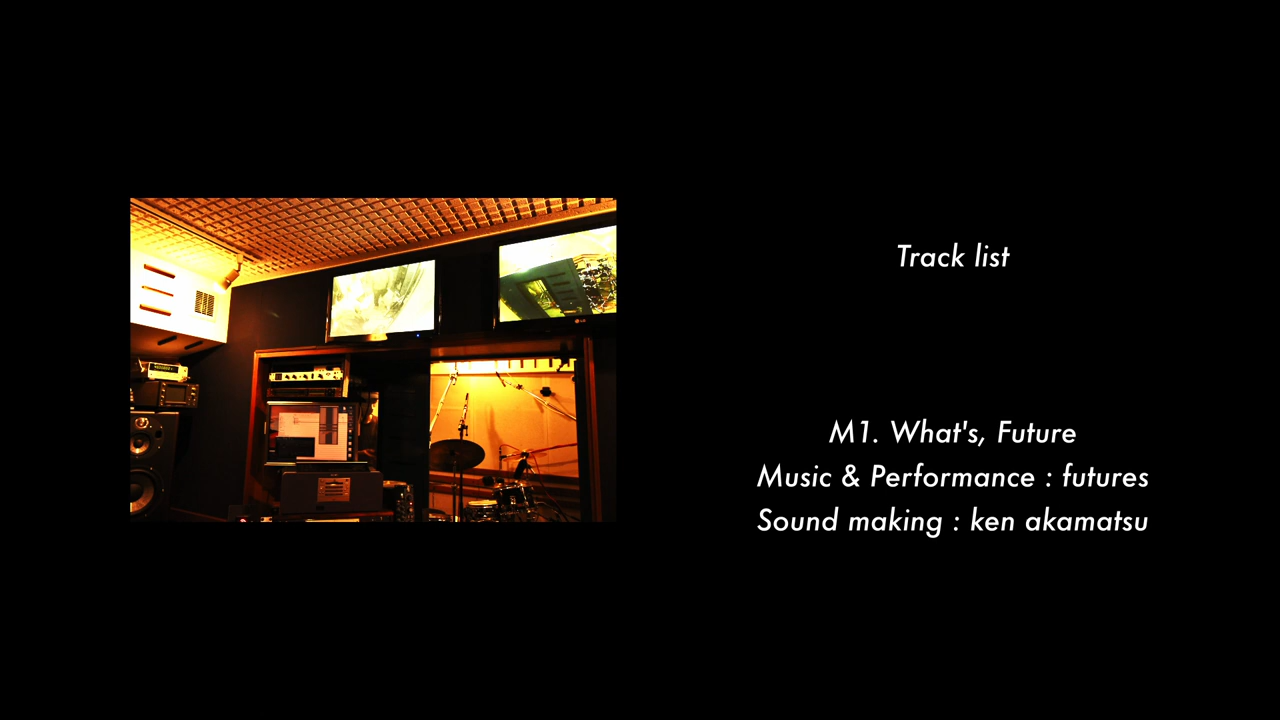 Track list
M1. What's, Future
Music & Performance : futures
Sound making : ken akamatsu